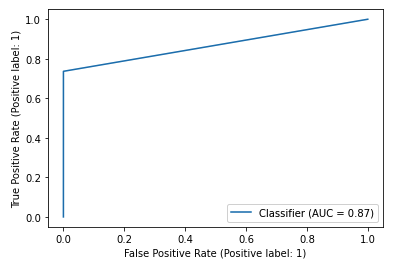 1.0
0.8
0.6
0.4
0.2
0.0
True Positive Rate (Positive label: 1)
Classifier (AUC = 0.87)
0.0 0.2 0.4 0.6 0.8 1.0
False Positive Rate (Positive label: 1)